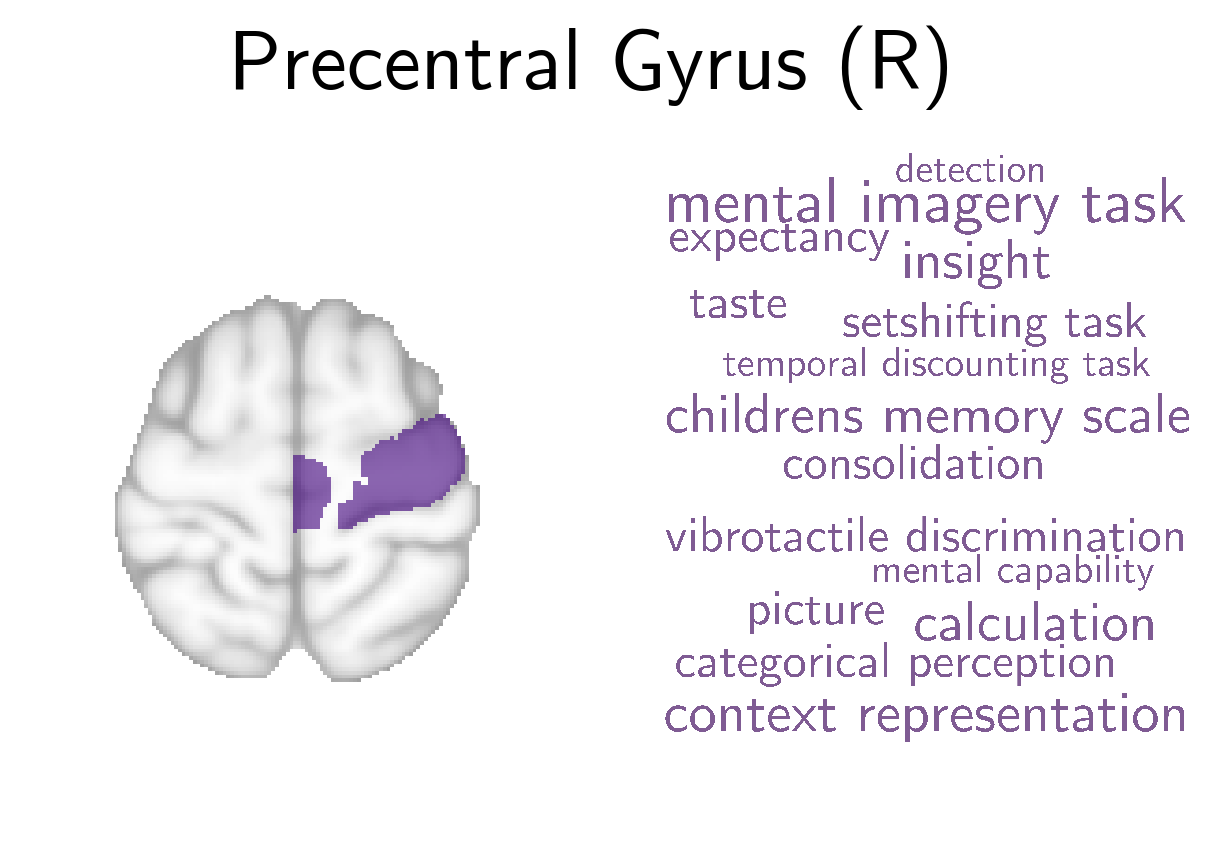 Precentral Gyrus (R)
detection
mental imagery task
expectancy
insight
taste
setshifting task
temporal discounting task
childrens memory scale
consolidation
vibrotactile discrimination
mental capability
picture
calculation
categorical perception
context representation